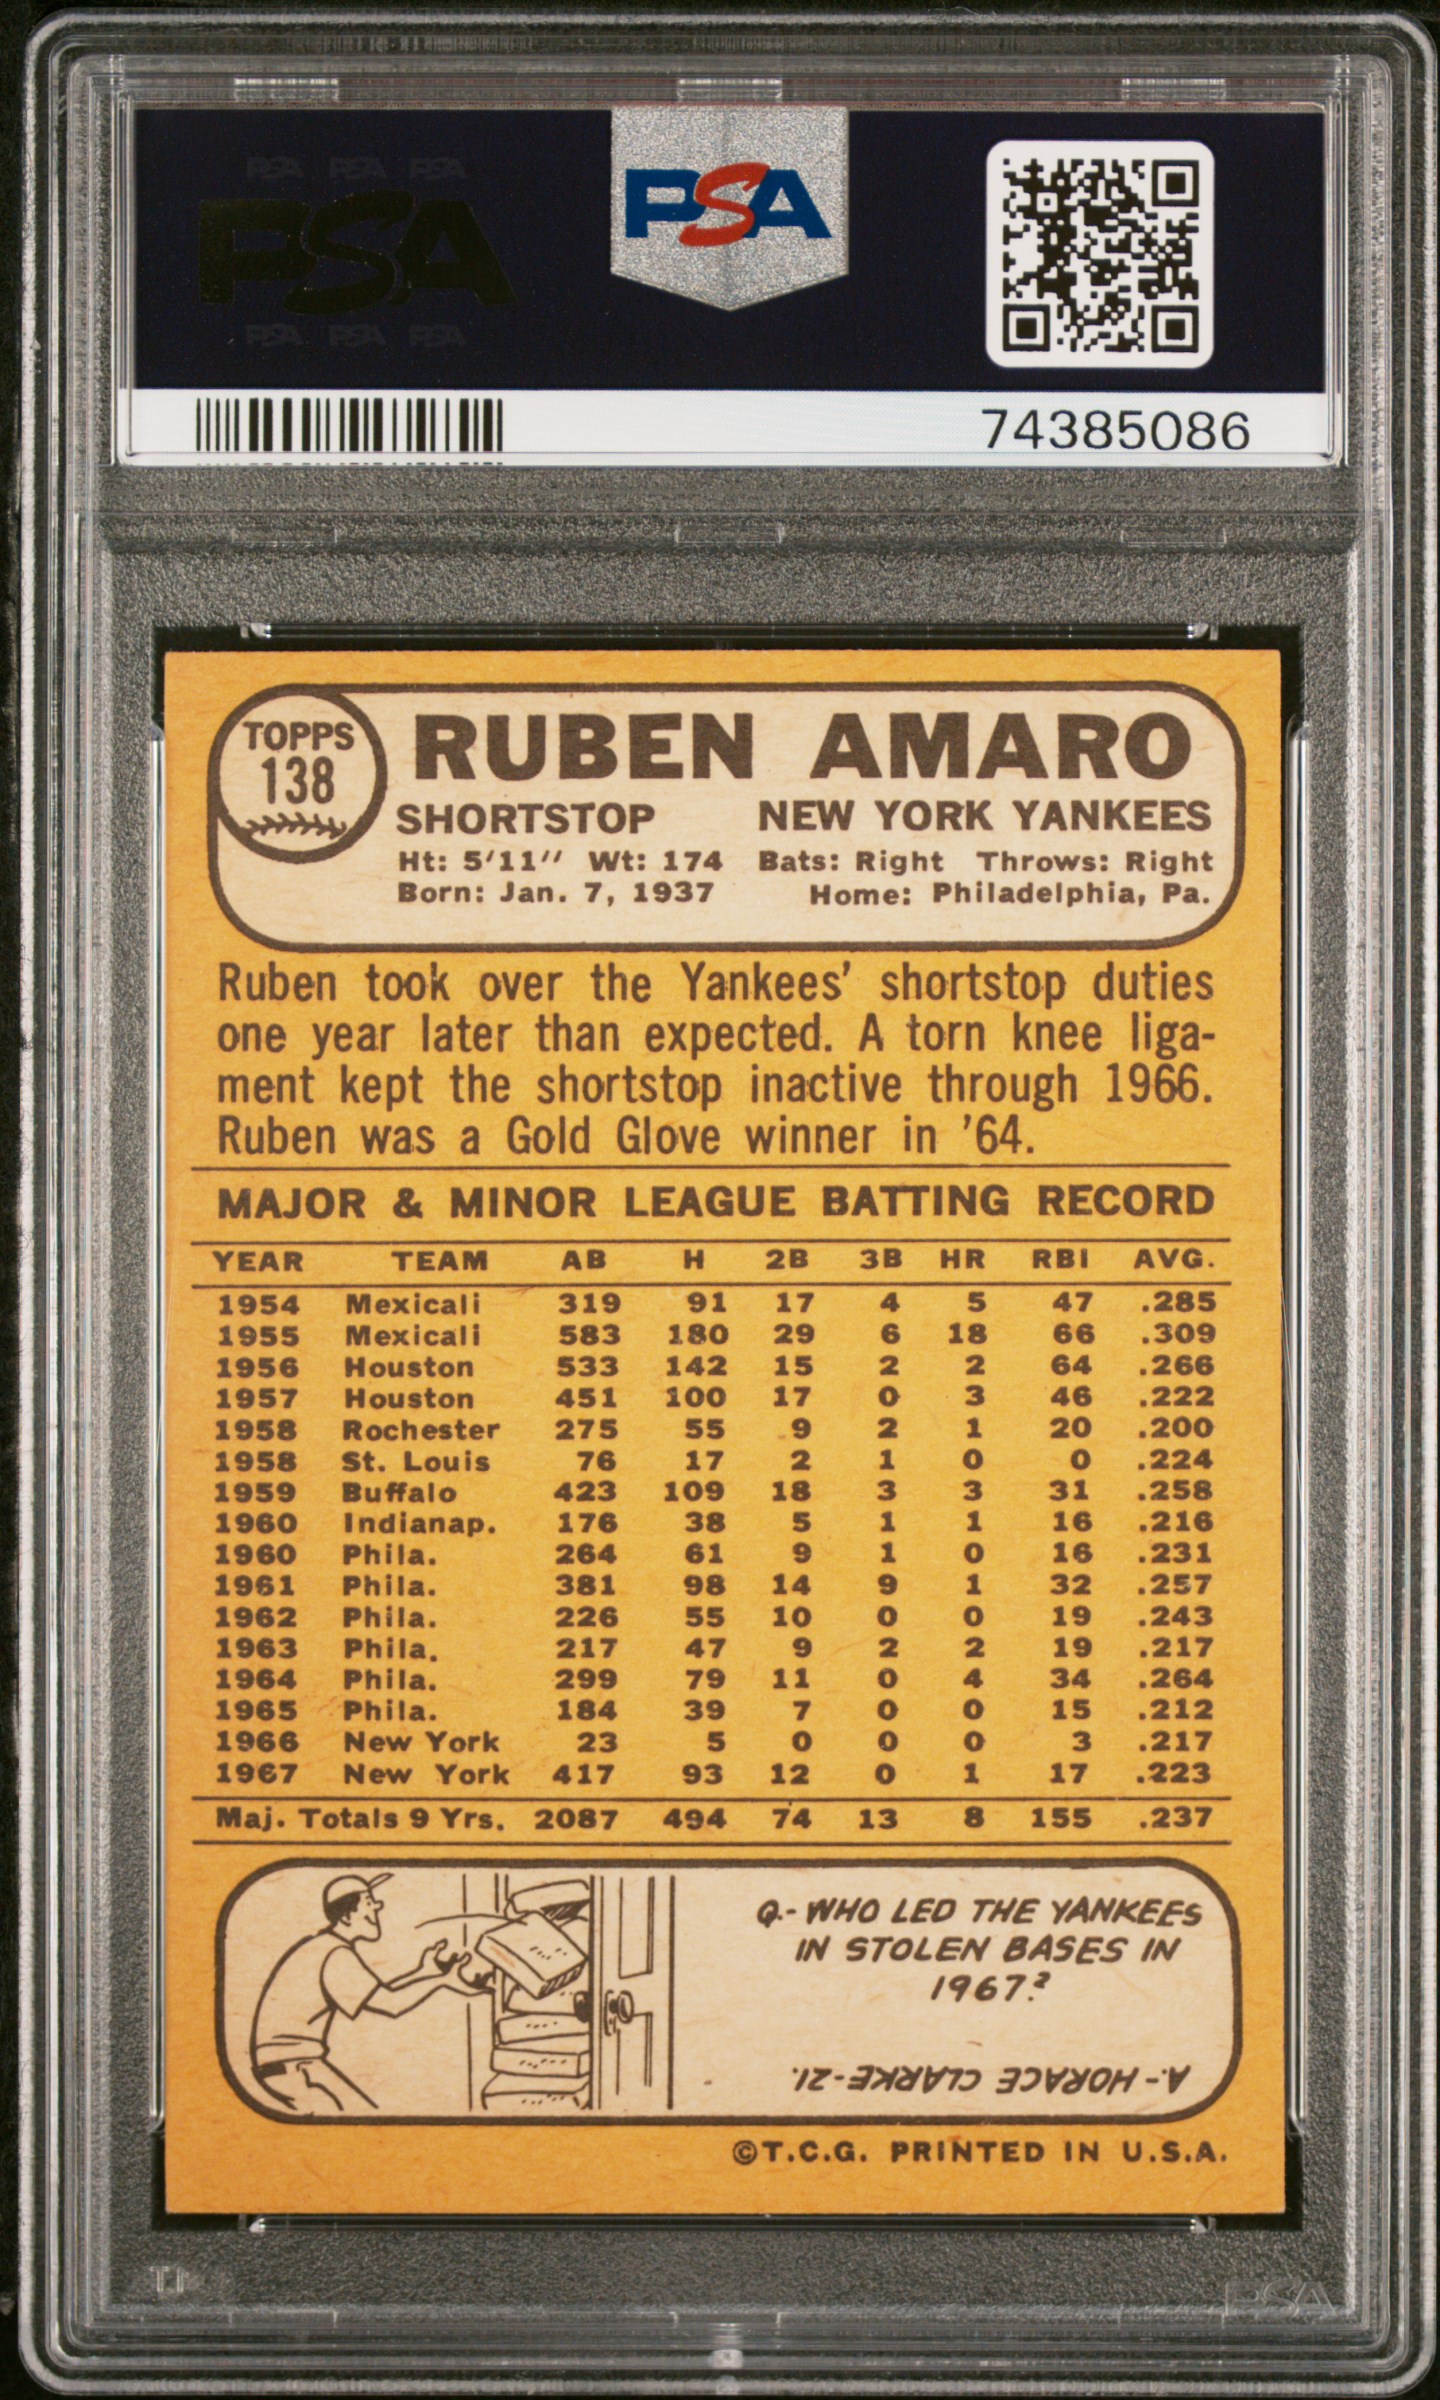 PSA PSA PSA
PSA
PSA PSA PSA
PSA
74385086
TOPPS
138
RUBEN AMARO
SHORTSTOP NEW YORK YANKEES
Ht: 5'11" Wt: 174 Bats: Right Throws: Right
Born: Jan. 7, 1937 Home: Philadelphia, Pa.
Ruben took over the Yankees' shortstop duties
one year later than expected. A torn knee liga-
ment kept the shortstop inactive through 1966.
Ruben was a Gold Glove winner in '64.
MAJOR & MINOR LEAGUE BATTING RECORD
YEAR TEAM AB H 2B 3B HR RBI AVG.
1954 Mexicali 319 91 17 4 5 47 .285
1955 Mexicali 583 180 29 6 18 66 .309
1956 Houston 533 142 15 2 2 64 .266
1957 Houston 451 100 17 0 3 46 .222
1958 Rochester 275 55 9 2 1 20 .200
1958 St. Louis 76 17 2 1 0 0 .224
1959 Buffalo 423 109 18 3 3 31 .258
1960 Indianap. 176 38 5 1 1 16 .216
1960 Phila. 264 61 9 1 0 16 .231
1961 Phila. 381 98 14 9 1 32 .257
1962 Phila. 226 55 10 0 0 19 .243
1963 Phila. 217 47 9 2 2 19 .217
1964 Phila. 299 79 11 0 4 34 .264
1965 Phila. 184 39 7 0 0 15 .212
1966 New York 23 5 0 0 0 3 .217
1967 New York 417 93 12 0 1 17 .223
Maj. Totals 9 Yrs. 2087 494 74 13 8 155 .237
Q.- WHO LED THE YANKEES
IN STOLEN BASES IN
1967?
A.- HORACE CLARKE-21.
©T.C.G. PRINTED IN U.S.A.
PSA